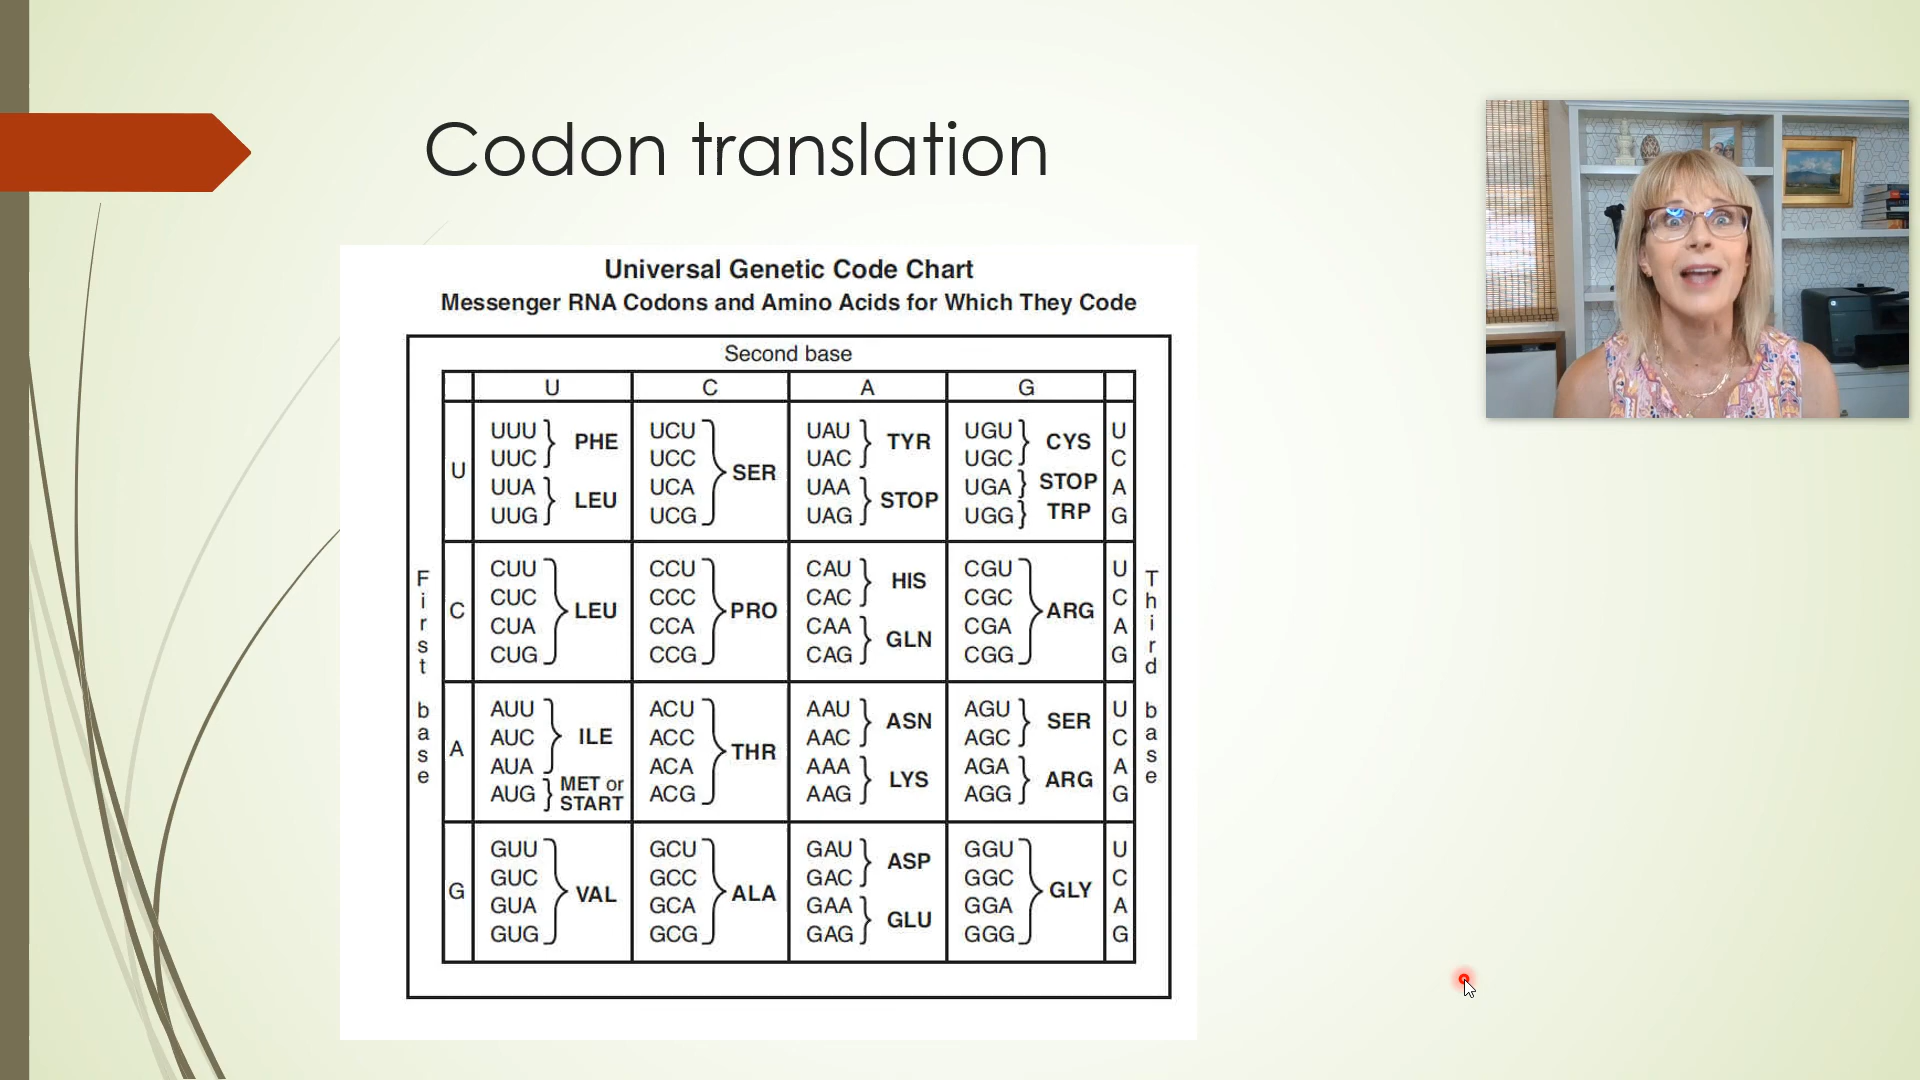 Codon translation
Universal Genetic Code Chart
Messenger RNA Codons and Amino Acids for Which They Code
Second base
U C A G
First base
Third base
U
UUU
UUC
PHE
UUA
UUG
LEU
UCU
UCC
UCA
UCG
SER
UAU
UAC
TYR
UAA
UAG
STOP
UGU
UGC
CYS
UGA
STOP
UGG
TRP
U
C
A
G
C
CUU
CUC
CUA
CUG
LEU
CCU
CCC
CCA
CCG
PRO
CAU
CAC
HIS
CAA
CAG
GLN
CGU
CGC
CGA
CGG
ARG
U
C
A
G
A
AUU
AUC
AUA
ILE
AUG
MET or
START
ACU
ACC
ACA
ACG
THR
AAU
AAC
ASN
AAA
AAG
LYS
AGU
AGC
SER
AGA
AGG
ARG
U
C
A
G
G
GUU
GUC
GUA
GUG
VAL
GCU
GCC
GCA
GCG
ALA
GAU
GAC
ASP
GAA
GAG
GLU
GGU
GGC
GGA
GGG
GLY
U
C
A
G